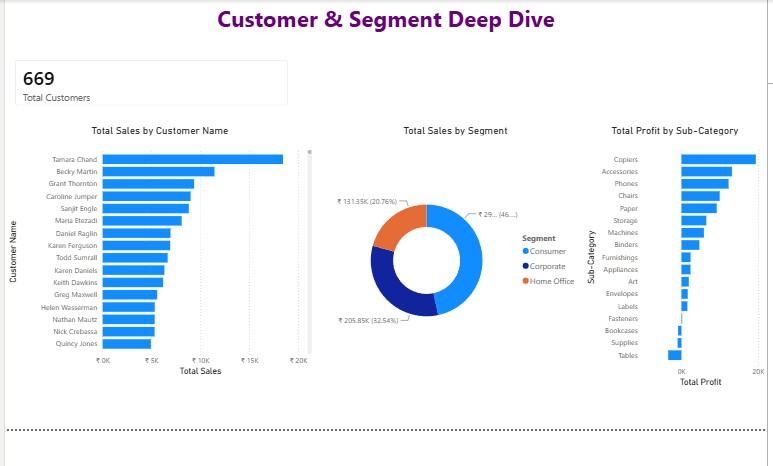 Customer & Segment Deep Dive
669
Total Customers
Total Sales by Customer Name
Customer Name
Tamara Chand
Becky Martin
Grant Thornton
Caroline Jumper
Sanjit Engle
Maria Etezadi
Daniel Raglin
Karen Ferguson
Todd Sumrall
Karen Daniels
Keith Dawkins
Greg Maxwell
Helen Wasserman
Nathan Mautz
Nick Crebassa
Quincy Jones
₹ 0K ₹ 5K ₹ 10K ₹ 15K ₹ 20K
Total Sales
Total Sales by Segment
₹ 131.35K (20.76%)
₹ 29... (46....)
₹ 205.85K (32.54%)
Segment
Consumer
Corporate
Home Office
Total Profit by Sub-Category
Sub-Category
Copiers
Accessories
Phones
Chairs
Paper
Storage
Machines
Binders
Furnishings
Appliances
Art
Envelopes
Labels
Fasteners
Bookcases
Supplies
Tables
0K 20K
Total Profit